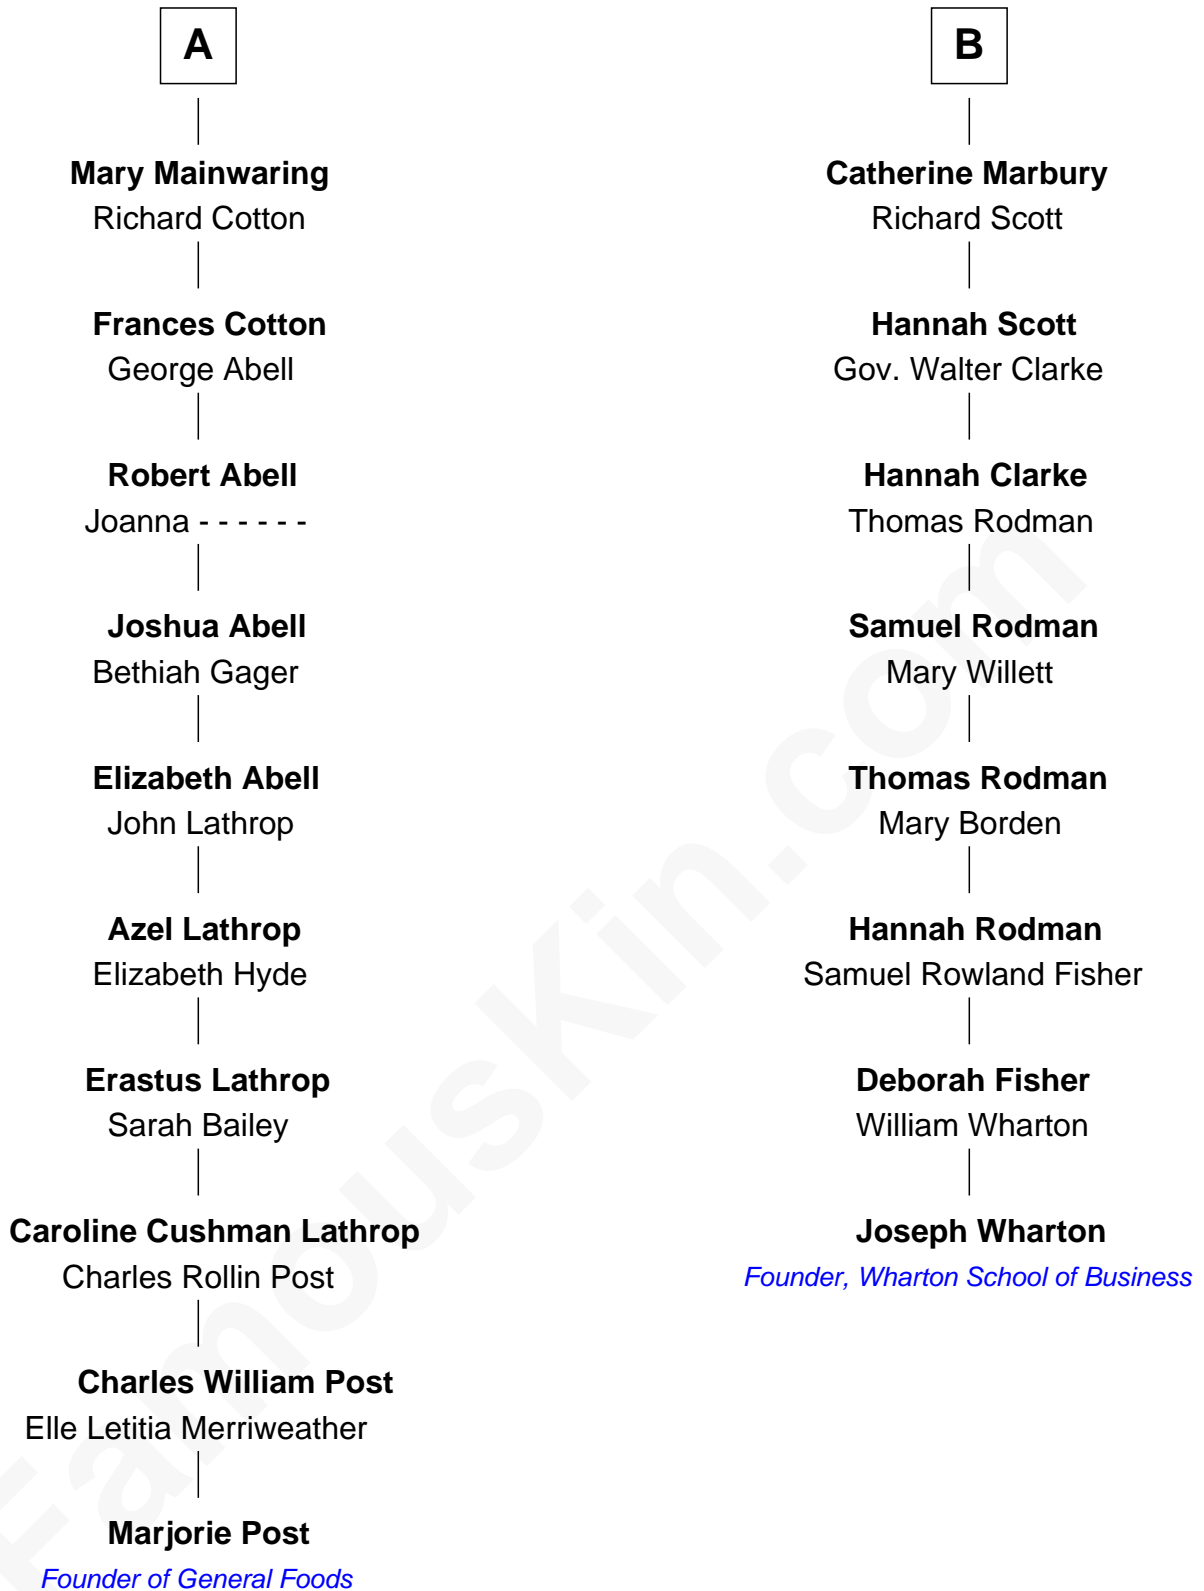 A
Mary Mainwaring
Richard Cotton
Frances Cotton
George Abell
Robert Abell
Joanna - - - - - -
Joshua Abell
Bethiah Gager
Elizabeth Abell
John Lathrop
Azel Lathrop
Elizabeth Hyde
Erastus Lathrop
Sarah Bailey
Caroline Cushman Lathrop
Charles Rollin Post
Charles William Post
Elle Letitia Merriweather
Marjorie Post
Founder of General Foods
B
Catherine Marbury
Richard Scott
Hannah Scott
Gov. Walter Clarke
Hannah Clarke
Thomas Rodman
Samuel Rodman
Mary Willett
Thomas Rodman
Mary Borden
Hannah Rodman
Samuel Rowland Fisher
Deborah Fisher
William Wharton
Joseph Wharton
Founder, Wharton School of Business
FamousKin.com